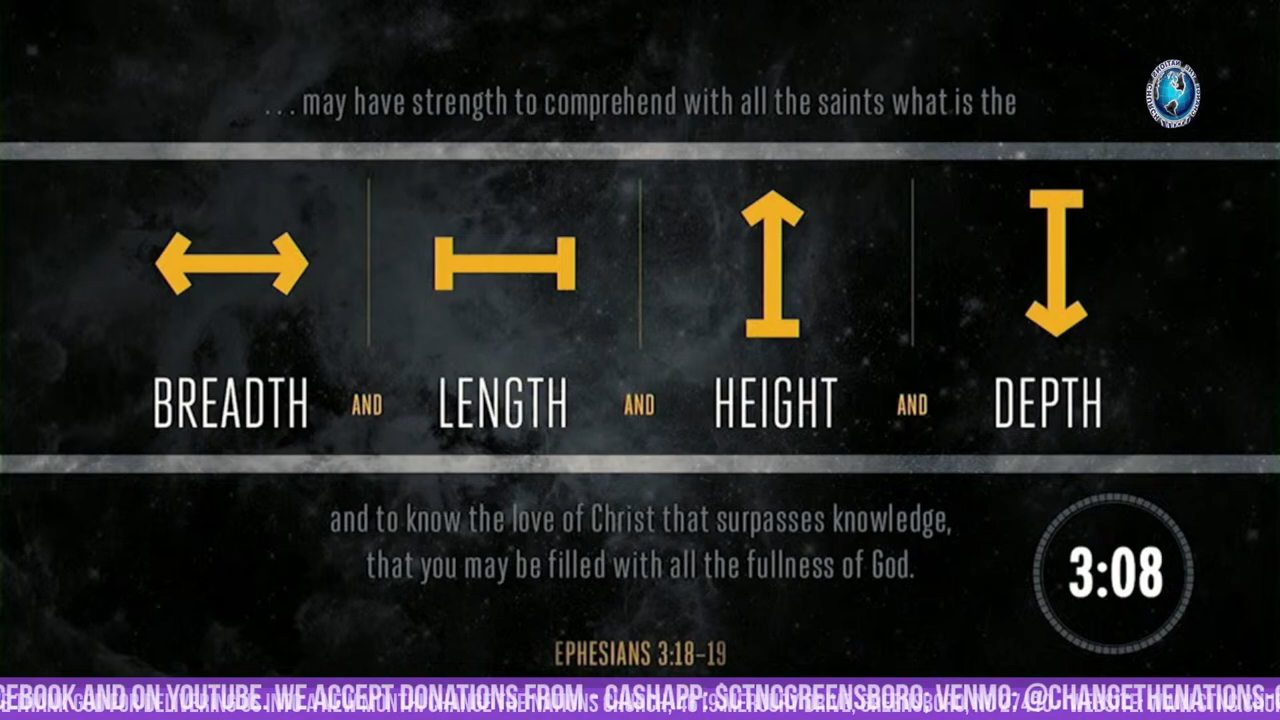 . . . may have strength to comprehend with all the saints what is the
BREADTH AND LENGTH AND HEIGHT AND DEPTH
and to know the love of Christ that surpasses knowledge,
that you may be filled with all the fullness of God.
3:08
EPHESIANS 3:18–19
CEBOOK AND ON YOUTUBE. WE ACCEPT DONATIONS FROM - CASHAPP: $CTNCGREENSBORO; VENMO: @CHANGETHENATIONS-C